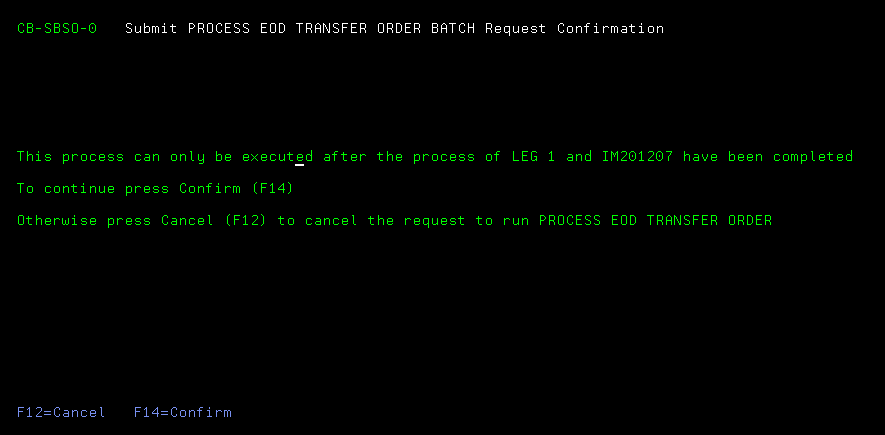 CB-SBSO-0 Submit PROCESS EOD TRANSFER ORDER BATCH Request Confirmation
This process can only be executed after the process of LEG 1 and IM201207 have been completed
To continue press Confirm (F14)
Otherwise press Cancel (F12) to cancel the request to run PROCESS EOD TRANSFER ORDER
F12=Cancel F14=Confirm